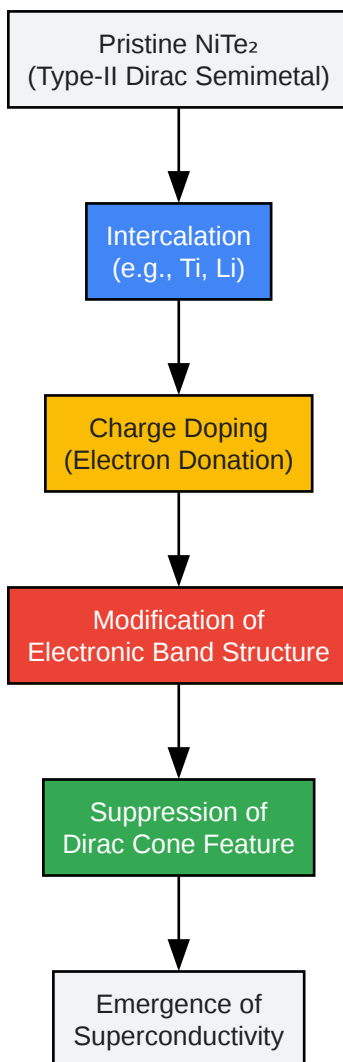 Pristine NiTe₂
(Type-II Dirac Semimetal)
Intercalation
(e.g., Ti, Li)
Charge Doping
(Electron Donation)
Modification of
Electronic Band Structure
Suppression of
Dirac Cone Feature
Emergence of
Superconductivity